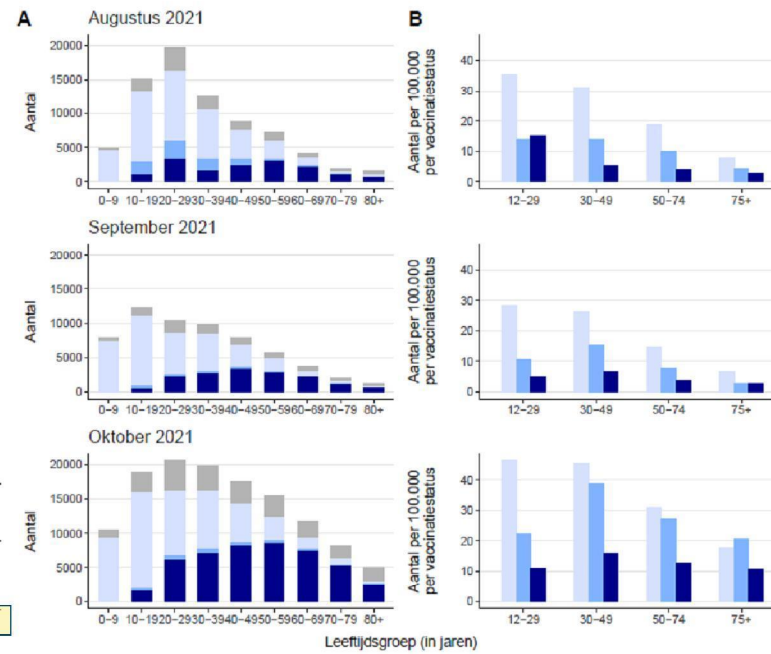 A
Augustus 2021
Aantal
20000
15000
10000
5000
0
0-9 10-19 20-29 30-39 40-49 50-59 60-69 70-79 80+
B
Aantal per 100.000
per vaccinatiestatus
40
30
20
10
0
12-29 30-49 50-74 75+
September 2021
Aantal
20000
15000
10000
5000
0
0-9 10-19 20-29 30-39 40-49 50-59 60-69 70-79 80+
Aantal per 100.000
per vaccinatiestatus
40
30
20
10
0
12-29 30-49 50-74 75+
Oktober 2021
Aantal
20000
15000
10000
5000
0
0-9 10-19 20-29 30-39 40-49 50-59 60-69 70-79 80+
Aantal per 100.000
per vaccinatiestatus
40
30
20
10
0
12-29 30-49 50-74 75+
Leeftijdsgroep (in jaren)